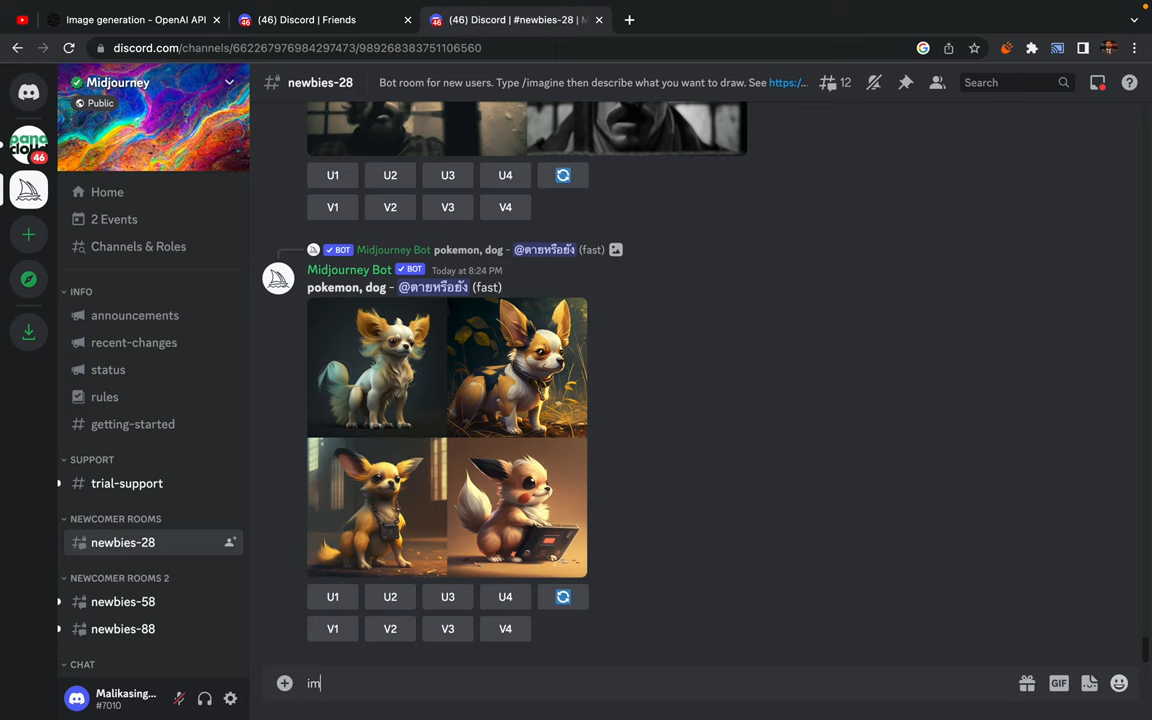 Image generation - OpenAI API
(46) Discord | Friends
(46) Discord | #newbies-28 | M
discord.com/channels/662267976984297473/989268383751106560
Midjourney
Public
newbies-28
Bot room for new users. Type /imagine then describe what you want to draw. See https:/...
12
Search
46
Home
2 Events
Channels & Roles
INFO
announcements
recent-changes
status
rules
getting-started
SUPPORT
trial-support
NEWCOMER ROOMS
newbies-28
NEWCOMER ROOMS 2
newbies-58
newbies-88
CHAT
Malikasing...
#7010
U1 U2 U3 U4
V1 V2 V3 V4
BOT Midjourney Bot pokemon, dog - @ตายหรือยัง (fast)
Midjourney Bot BOT Today at 8:24 PM
pokemon, dog - @ตายหรือยัง (fast)
U1 U2 U3 U4
V1 V2 V3 V4
im
GIF